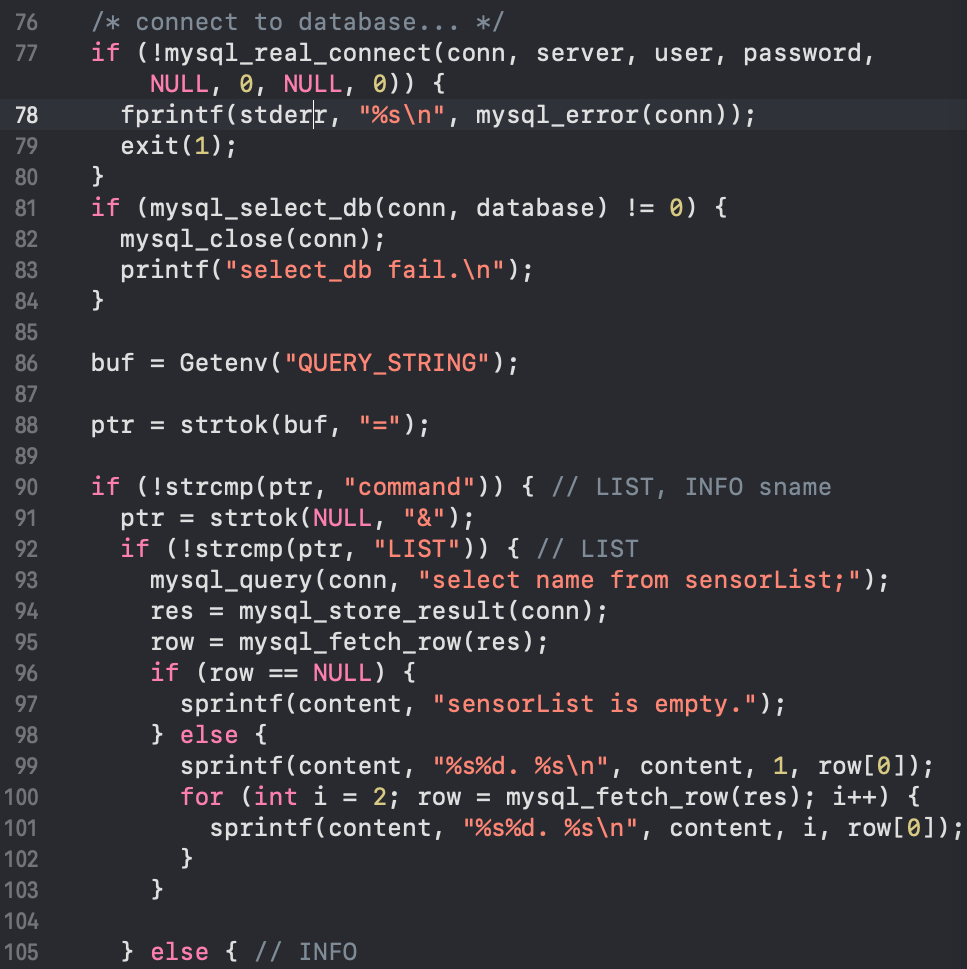 76 /* connect to database... */
77 if (!mysql_real_connect(conn, server, user, password,
NULL, 0, NULL, 0)) {
78 fprintf(stderr, "%s\n", mysql_error(conn));
79 exit(1);
80 }
81 if (mysql_select_db(conn, database) != 0) {
82 mysql_close(conn);
83 printf("select_db fail.\n");
84 }
85
86 buf = Getenv("QUERY_STRING");
87
88 ptr = strtok(buf, "=");
89
90 if (!strcmp(ptr, "command")) { // LIST, INFO sname
91 ptr = strtok(NULL, "&");
92 if (!strcmp(ptr, "LIST")) { // LIST
93 mysql_query(conn, "select name from sensorList;");
94 res = mysql_store_result(conn);
95 row = mysql_fetch_row(res);
96 if (row == NULL) {
97 sprintf(content, "sensorList is empty.");
98 } else {
99 sprintf(content, "%s%d. %s\n", content, 1, row[0]);
100 for (int i = 2; row = mysql_fetch_row(res); i++) {
101 sprintf(content, "%s%d. %s\n", content, i, row[0]);
102 }
103 }
104
105 } else { // INFO